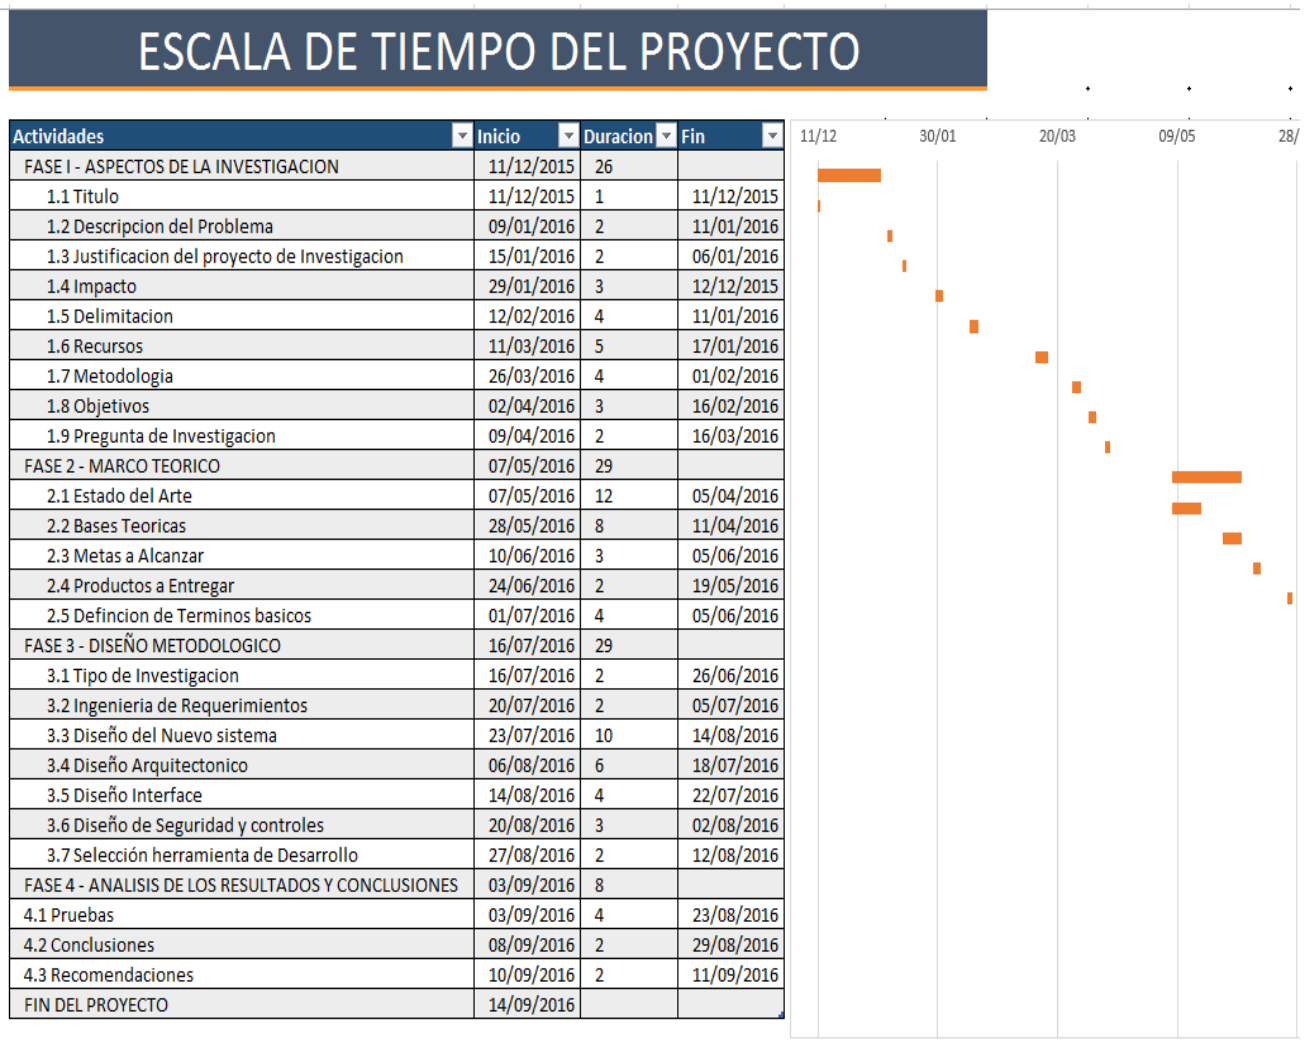 ESCALA DE TIEMPO DEL PROYECTO
Actividades Inicio Duracion Fin
11/12 30/01 20/03 09/05 28/
FASE I - ASPECTOS DE LA INVESTIGACION 11/12/2015 26
1.1 Titulo 11/12/2015 1 11/12/2015
1.2 Descripcion del Problema 09/01/2016 2 11/01/2016
1.3 Justificacion del proyecto de Investigacion 15/01/2016 2 06/01/2016
1.4 Impacto 29/01/2016 3 12/12/2015
1.5 Delimitacion 12/02/2016 4 11/01/2016
1.6 Recursos 11/03/2016 5 17/01/2016
1.7 Metodologia 26/03/2016 4 01/02/2016
1.8 Objetivos 02/04/2016 3 16/02/2016
1.9 Pregunta de Investigacion 09/04/2016 2 16/03/2016
FASE 2 - MARCO TEORICO 07/05/2016 29
2.1 Estado del Arte 07/05/2016 12 05/04/2016
2.2 Bases Teoricas 28/05/2016 8 11/04/2016
2.3 Metas a Alcanzar 10/06/2016 3 05/06/2016
2.4 Productos a Entregar 24/06/2016 2 19/05/2016
2.5 Defincion de Terminos basicos 01/07/2016 4 05/06/2016
FASE 3 - DISEÑO METODOLOGICO 16/07/2016 29
3.1 Tipo de Investigacion 16/07/2016 2 26/06/2016
3.2 Ingenieria de Requerimientos 20/07/2016 2 05/07/2016
3.3 Diseño del Nuevo sistema 23/07/2016 10 14/08/2016
3.4 Diseño Arquitectonico 06/08/2016 6 18/07/2016
3.5 Diseño Interface 14/08/2016 4 22/07/2016
3.6 Diseño de Seguridad y controles 20/08/2016 3 02/08/2016
3.7 Selección herramienta de Desarrollo 27/08/2016 2 12/08/2016
FASE 4 - ANALISIS DE LOS RESULTADOS Y CONCLUSIONES 03/09/2016 8
4.1 Pruebas 03/09/2016 4 23/08/2016
4.2 Conclusiones 08/09/2016 2 29/08/2016
4.3 Recomendaciones 10/09/2016 2 11/09/2016
FIN DEL PROYECTO 14/09/2016